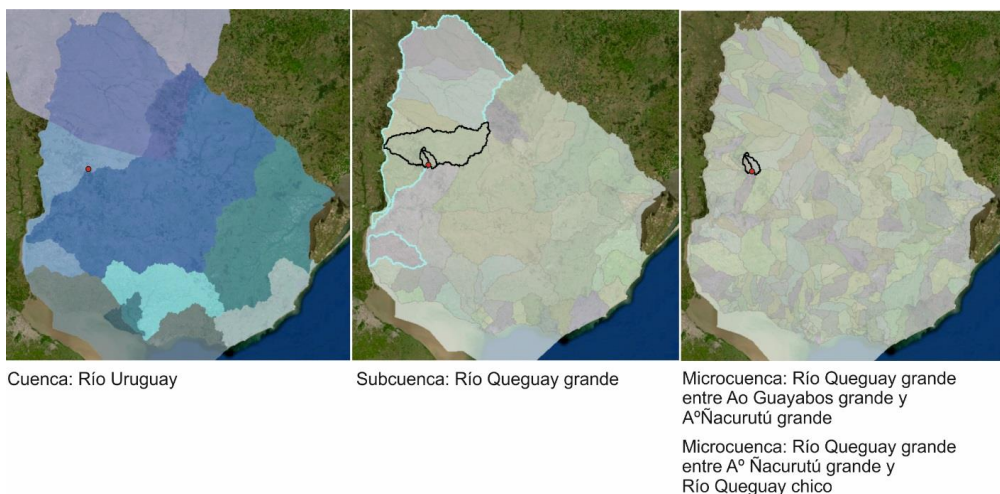 Cuenca: Río Uruguay
Subcuenca: Río Queguay grande
Microcuenca: Río Queguay grande
entre Ao Guayabos grande y
AºÑacurutú grande
Microcuenca: Río Queguay grande
entre Aº Ñacurutú grande y
Río Queguay chico